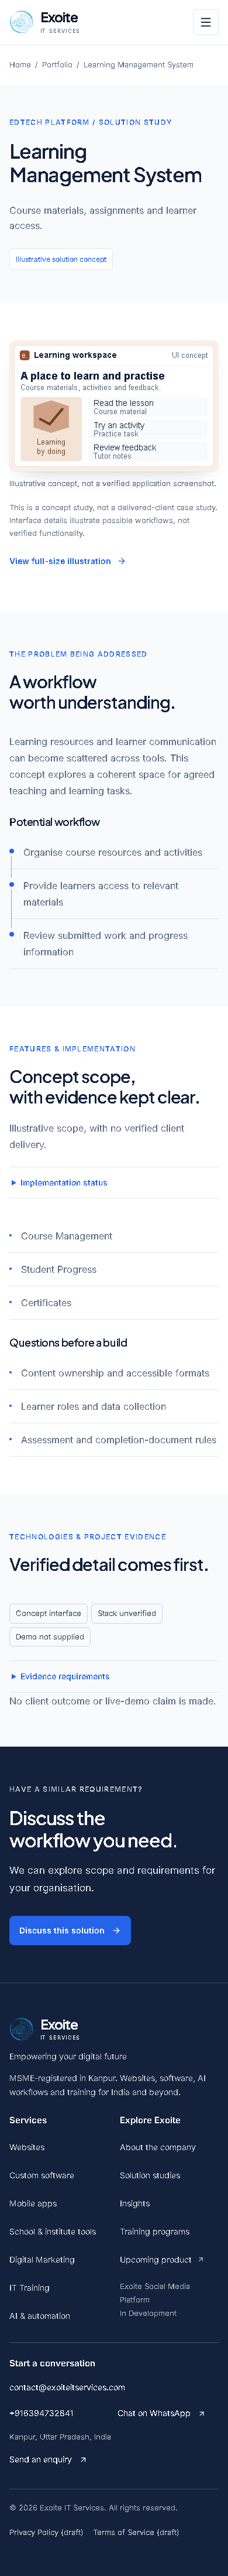 Exoite
IT SERVICES
Home / Portfolio / Learning Management System
EDTECH PLATFORM / SOLUTION STUDY
Learning
Management System
Course materials, assignments and learner
access.
Illustrative solution concept
Learning workspace
UI concept
A place to learn and practise
Course materials, activities and feedback.
Learning
by doing
Read the lesson
Course material
Try an activity
Practice task
Review feedback
Tutor notes
Illustrative concept, not a verified application screenshot.
This is a concept study, not a delivered-client case study.
Interface details illustrate possible workflows, not
verified functionality.
View full-size illustration →
THE PROBLEM BEING ADDRESSED
A workflow
worth understanding.
Learning resources and learner communication
can become scattered across tools. This
concept explores a coherent space for agreed
teaching and learning tasks.
Potential workflow
Organise course resources and activities
Provide learners access to relevant
materials
Review submitted work and progress
information
FEATURES & IMPLEMENTATION
Concept scope,
with evidence kept clear.
Illustrative scope, with no verified client
delivery.
▶ Implementation status
Course Management
Student Progress
Certificates
Questions before a build
Content ownership and accessible formats
Learner roles and data collection
Assessment and completion-document rules
TECHNOLOGIES & PROJECT EVIDENCE
Verified detail comes first.
Concept interface
Stack unverified
Demo not supplied
▶ Evidence requirements
No client outcome or live-demo claim is made.
HAVE A SIMILAR REQUIREMENT?
Discuss the
workflow you need.
We can explore scope and requirements for
your organisation.
Discuss this solution →
Exoite
IT SERVICES
Empowering your digital future
MSME-registered in Kanpur. Websites, software, AI
workflows and training for India and beyond.
Services
Websites
Custom software
Mobile apps
School & institute tools
Digital Marketing
IT Training
AI & automation
Explore Exoite
About the company
Solution studies
Insights
Training programs
Upcoming product ↗
Exoite Social Media
Platform
In Development
Start a conversation
contact@exoiteitservices.com
+916394732841
Chat on WhatsApp ↗
Kanpur, Uttar Pradesh, India
Send an enquiry ↗
© 2026 Exoite IT Services. All rights reserved.
Privacy Policy (draft) Terms of Service (draft)